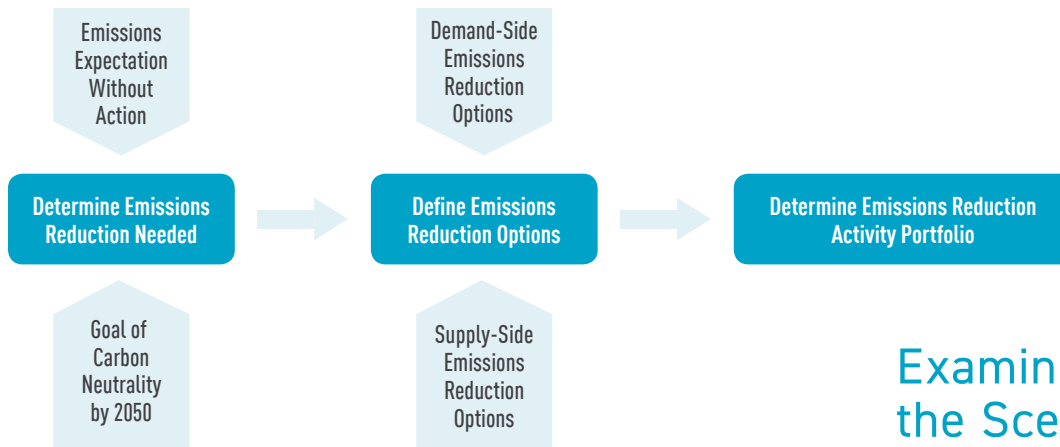 Emissions
Expectation
Without
Action
Demand-Side
Emissions
Reduction
Options
Determine Emissions
Reduction Needed
Define Emissions
Reduction Options
Determine Emissions Reduction
Activity Portfolio
Goal of
Carbon
Neutrality
by 2050
Supply-Side
Emissions
Reduction
Options
Examin
the Sce